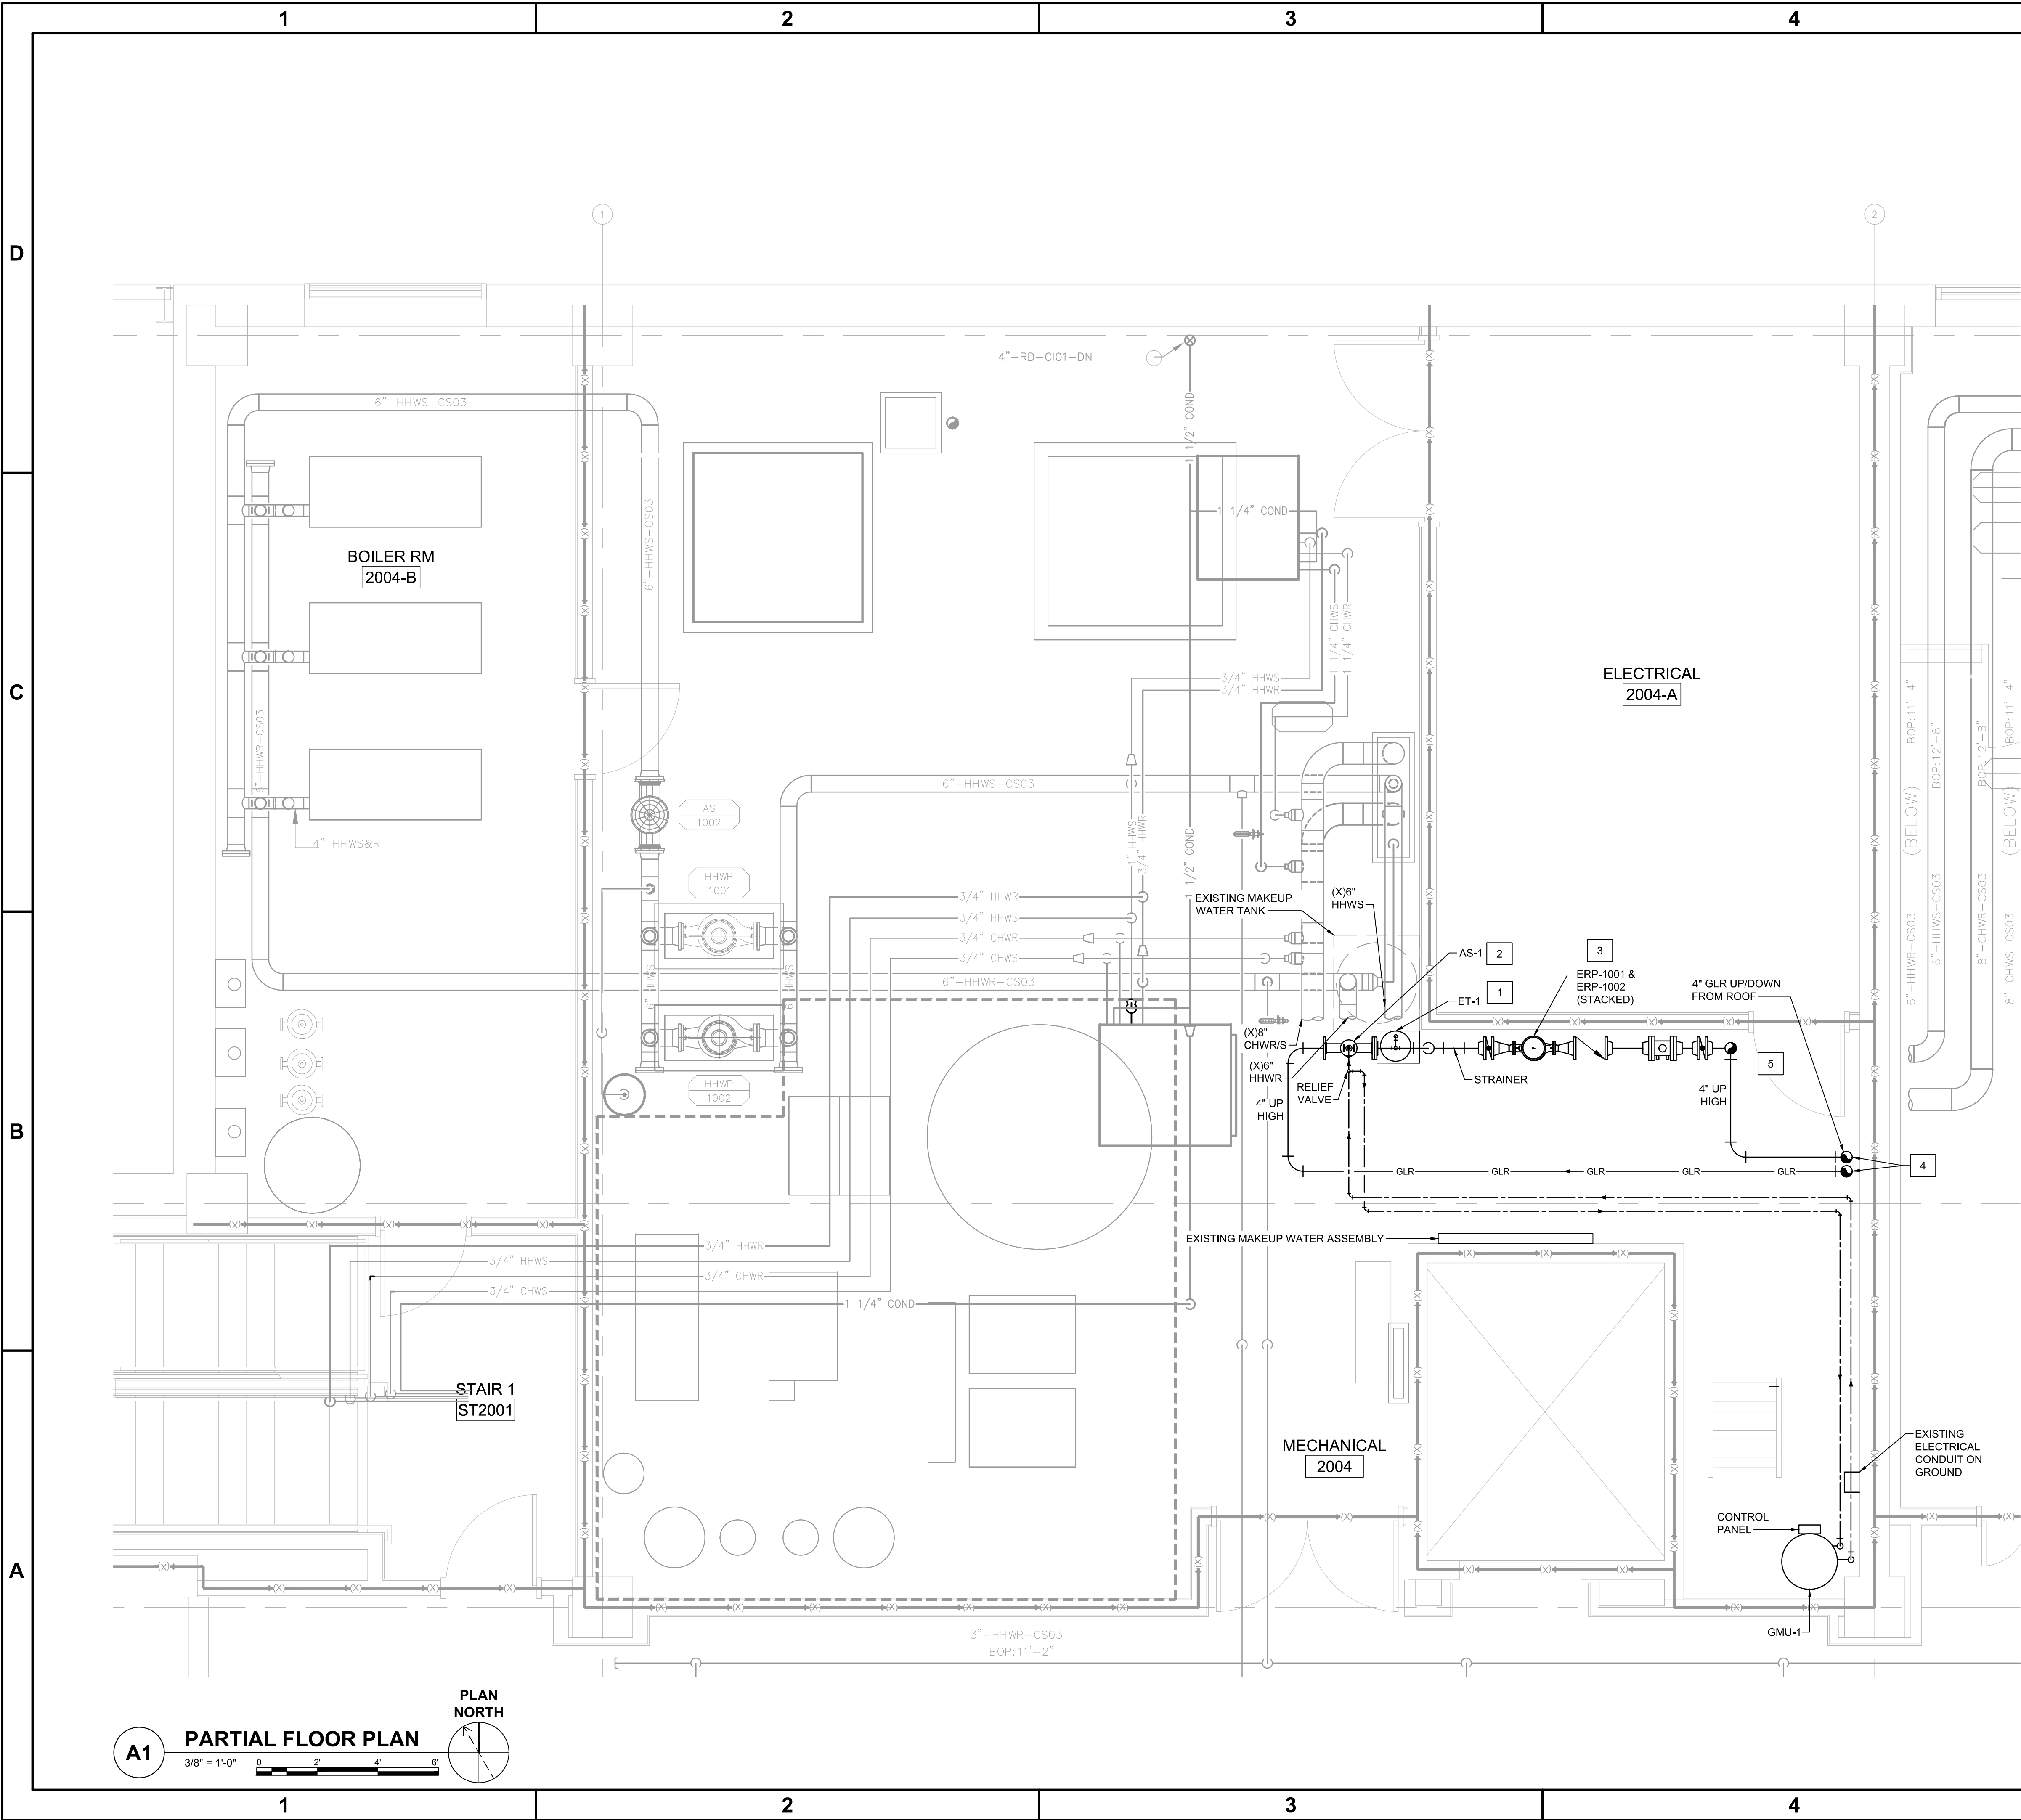 1
2
3
4
D
C
B
A
1
2
4"-RD-CI01-DN
6"-HHWS-CS03
1 1/2" COND
6"-HHWS-CS03
1 1/4" COND
BOILER RM
2004-B
1 1/4" CHWS
1 1/4" CHWR
3/4" HHWS
3/4" HHWR
ELECTRICAL
2004-A
BOP:11'-4"
BOP:12'-8"
BOP:12'-8"
BOP:11'-4"
(BELOW)
(BELOW)
6"-HHWR-CS03
6"-HHWS-CS03
8"-CHWR-CS03
8"-CHWS-CS03
6"-HHWR-CS03
4" HHWS&R
AS
1002
6"-HHWS-CS03
1" HHWS
3/4" HHWR
1 1/2" COND
HHWP
1001
3/4" HHWR
3/4" HHWS
3/4" CHWR
3/4" CHWS
6"-HHWR-CS03
6" HHWS
6" HHWS
HHWP
1002
EXISTING MAKEUP
WATER TANK
(X)6"
HHWS
AS-1
2
ET-1
1
3
ERP-1001 &
ERP-1002
(STACKED)
4" GLR UP/DOWN
FROM ROOF
(X)8"
CHWR/S
(X)6"
HHWR
RELIEF
VALVE
4" UP
HIGH
STRAINER
4" UP
HIGH
5
4
GLR
GLR
GLR
GLR
GLR
EXISTING MAKEUP WATER ASSEMBLY
3/4" HHWR
3/4" HHWS
3/4" CHWR
3/4" CHWS
1 1/4" COND
STAIR 1
ST2001
MECHANICAL
2004
EXISTING
ELECTRICAL
CONDUIT ON
GROUND
CONTROL
PANEL
GMU-1
3"-HHWR-CS03
BOP:11'-2"
PLAN
NORTH
A1
PARTIAL FLOOR PLAN
3/8" = 1'-0"
0 2' 4' 6'
1
2
3
4